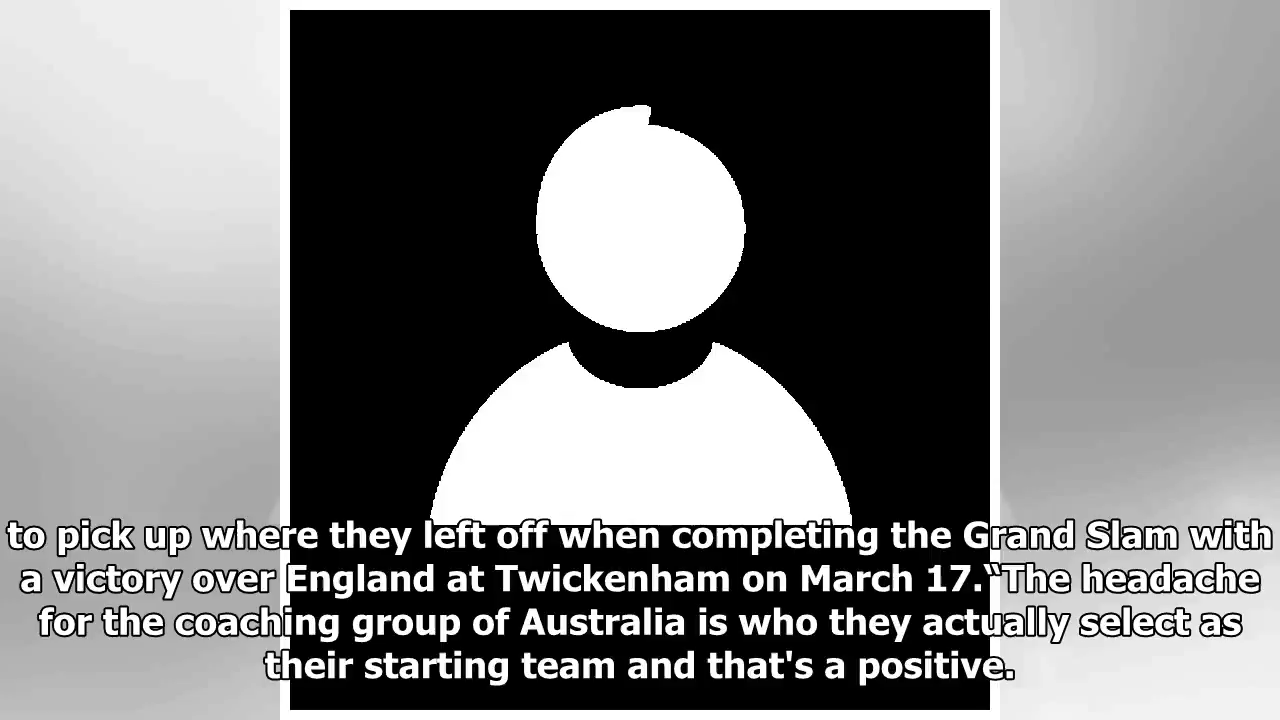 to pick up where they left off when completing the Grand Slam with
a victory over England at Twickenham on March 17.“The headache
for the coaching group of Australia is who they actually select as
their starting team and that's a positive.